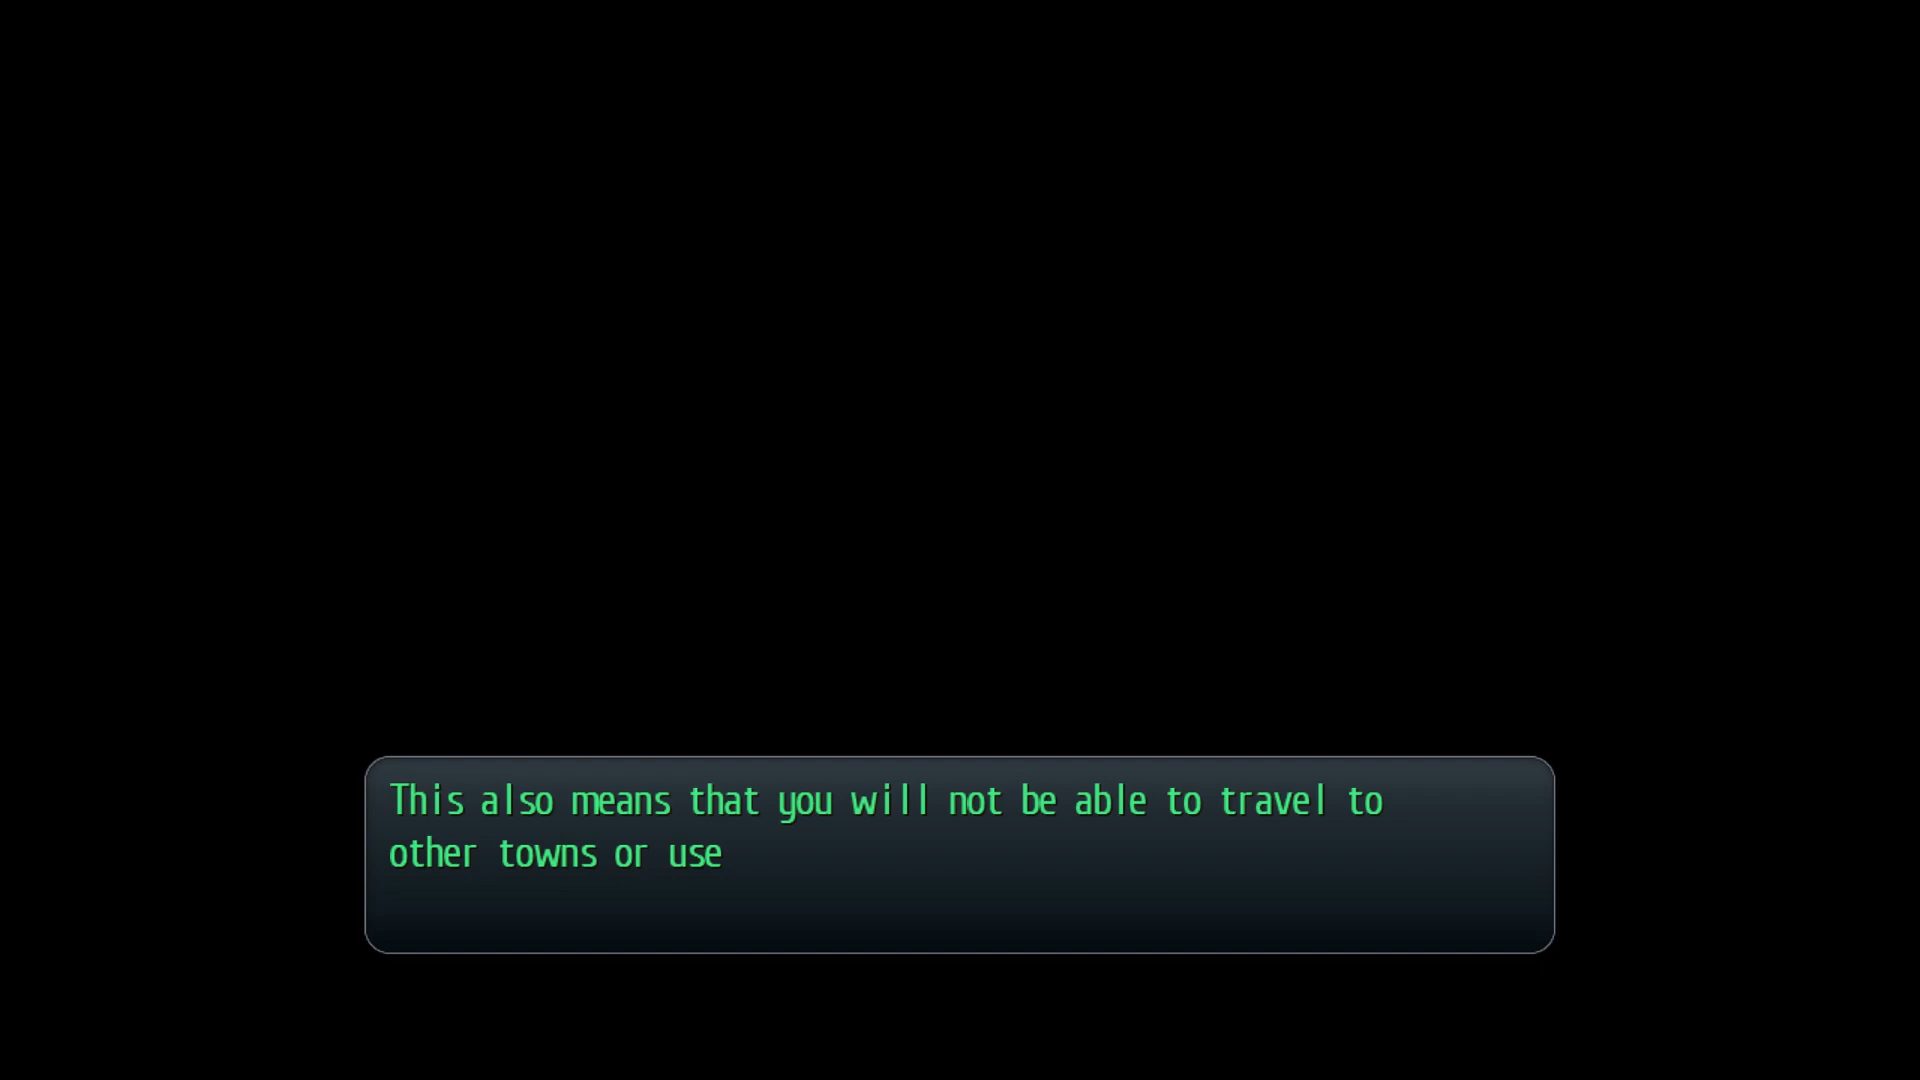 This also means that you will not be able to travel to
other towns or use